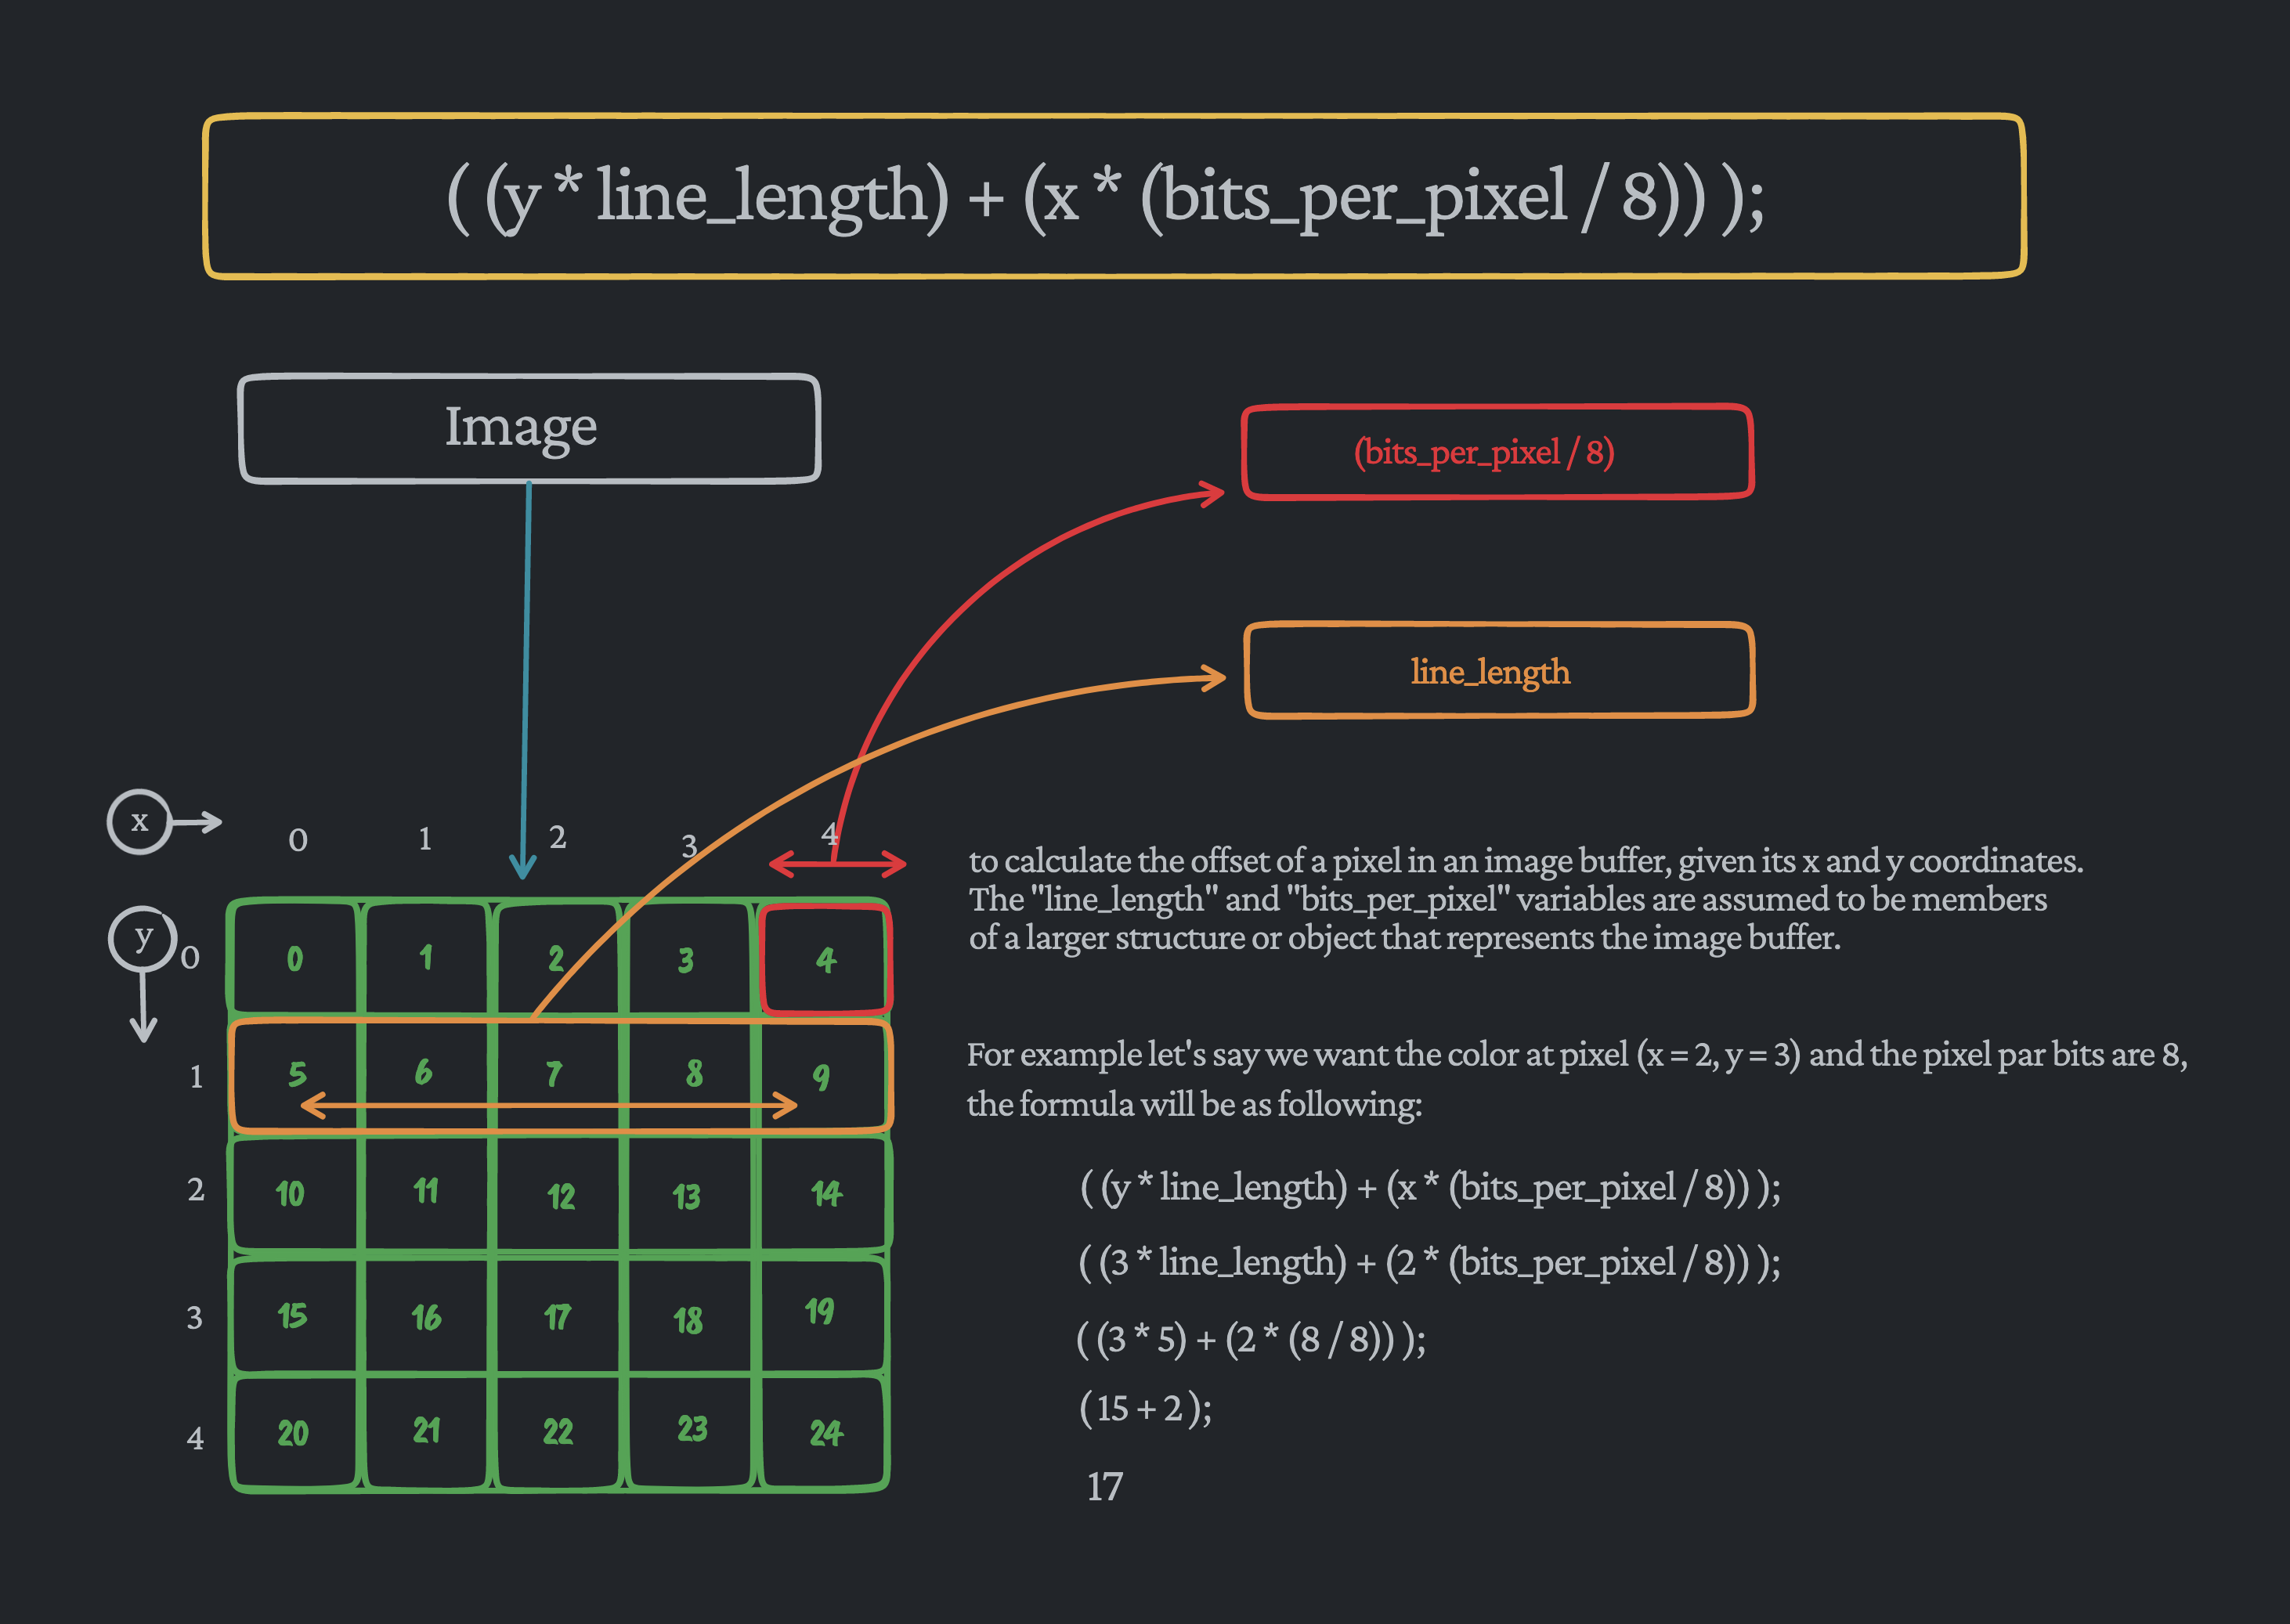 ( (y * line_length) + (x * (bits_per_pixel / 8)) );
Image
(bits_per_pixel / 8)
line_length
x
0 1 2 3 4
y
0 0 1 2 3 4
1 5 6 7 8 9
2 10 11 12 13 14
3 15 16 17 18 19
4 20 21 22 23 24
to calculate the offset of a pixel in an image buffer, given its x and y coordinates.
The "line_length" and "bits_per_pixel" variables are assumed to be members
of a larger structure or object that represents the image buffer.
For example let's say we want the color at pixel (x = 2, y = 3) and the pixel par bits are 8,
the formula will be as following:
( (y * line_length) + (x * (bits_per_pixel / 8)) );
( (3 * line_length) + (2 * (bits_per_pixel / 8)) );
( (3 * 5) + (2 * (8 / 8)) );
( 15 + 2 );
17